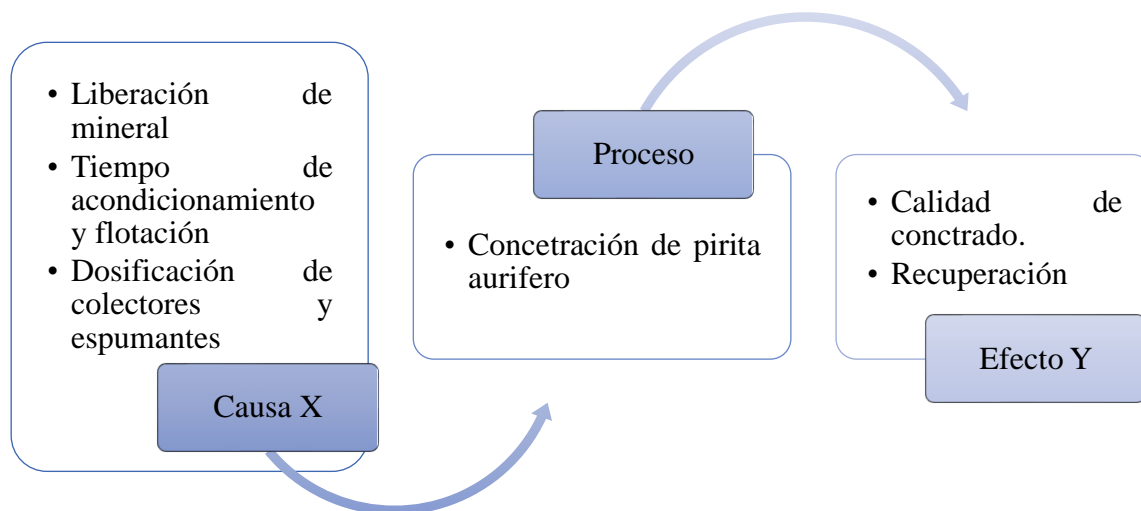 • Liberación de
mineral
• Tiempo de
acondicionamiento
y flotación
• Dosificación de
colectores y
espumantes
Causa X
Proceso
• Concetración de pirita
aurifero
• Calidad de
conctrado.
• Recuperación
Efecto Y